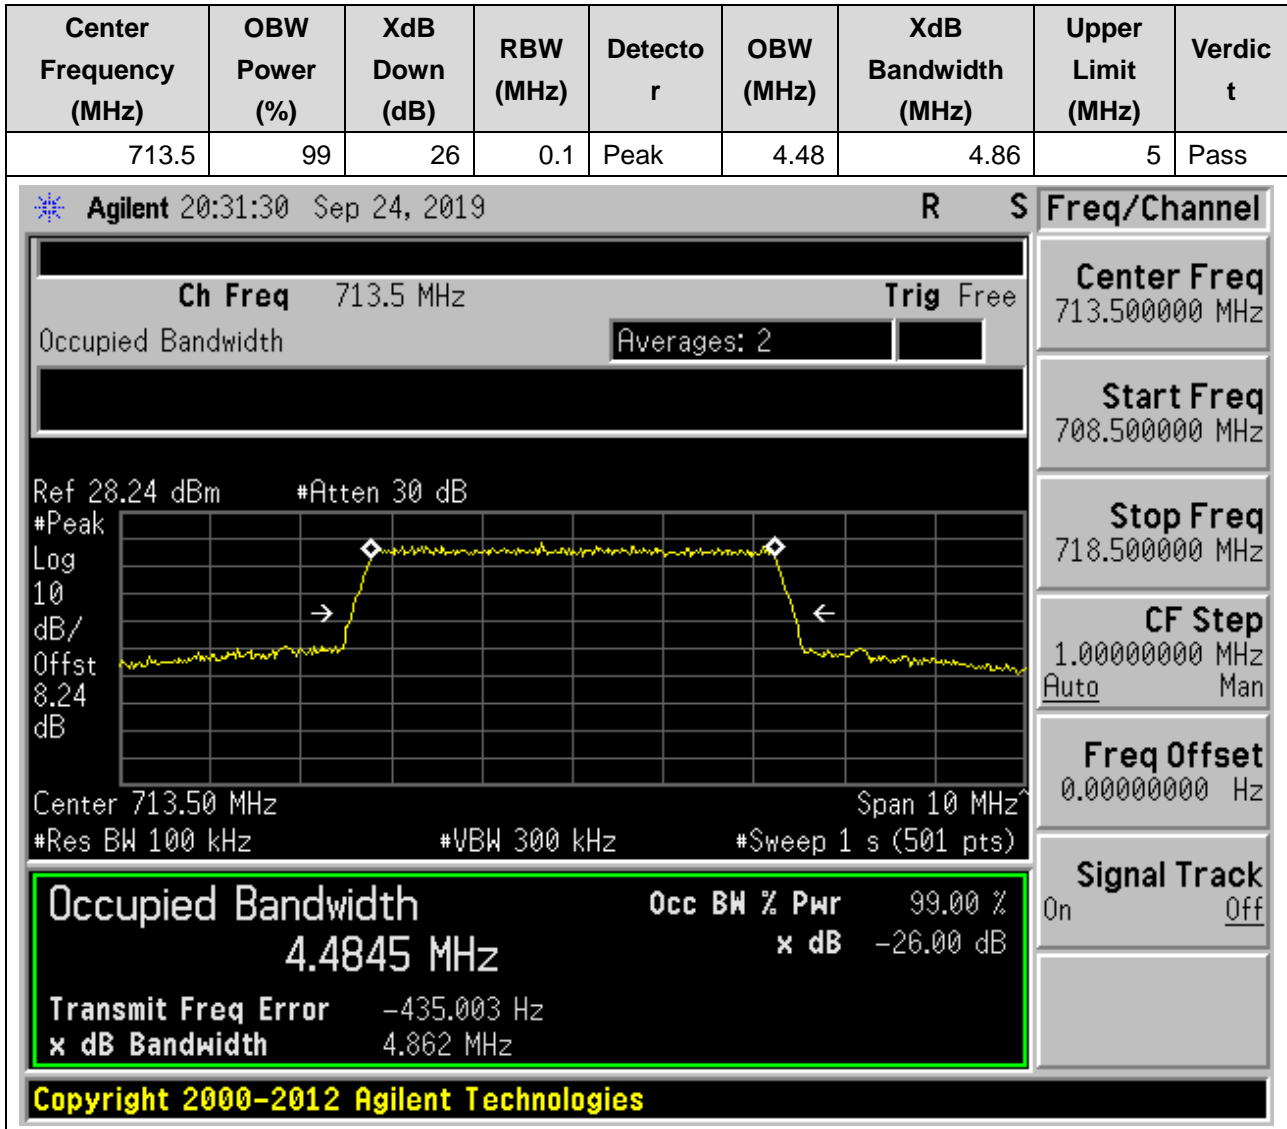 Center Frequency (MHz) OBW Power (%) XdB Down (dB) RBW (MHz) Detecto r OBW (MHz) XdB Bandwidth (MHz) Upper Limit (MHz) Verdic t
713.5 99 26 0.1 Peak 4.48 4.86 5 Pass
Agilent 20:31:30 Sep 24, 2019 R S
Ch Freq 713.5 MHz Trig Free
Occupied Bandwidth Averages: 2
Ref 28.24 dBm #Atten 30 dB
#Peak
Log
10
dB/
Offst
8.24
dB
Center 713.50 MHz Span 10 MHz^
#Res BW 100 kHz #VBW 300 kHz #Sweep 1 s (501 pts)
Occupied Bandwidth Occ BW % Pwr 99.00 %
4.4845 MHz x dB -26.00 dB
Transmit Freq Error -435.003 Hz
x dB Bandwidth 4.862 MHz
Copyright 2000-2012 Agilent Technologies
Freq/Channel
Center Freq
713.500000 MHz
Start Freq
708.500000 MHz
Stop Freq
718.500000 MHz
CF Step
1.00000000 MHz
Auto Man
Freq Offset
0.00000000 Hz
Signal Track
On Off